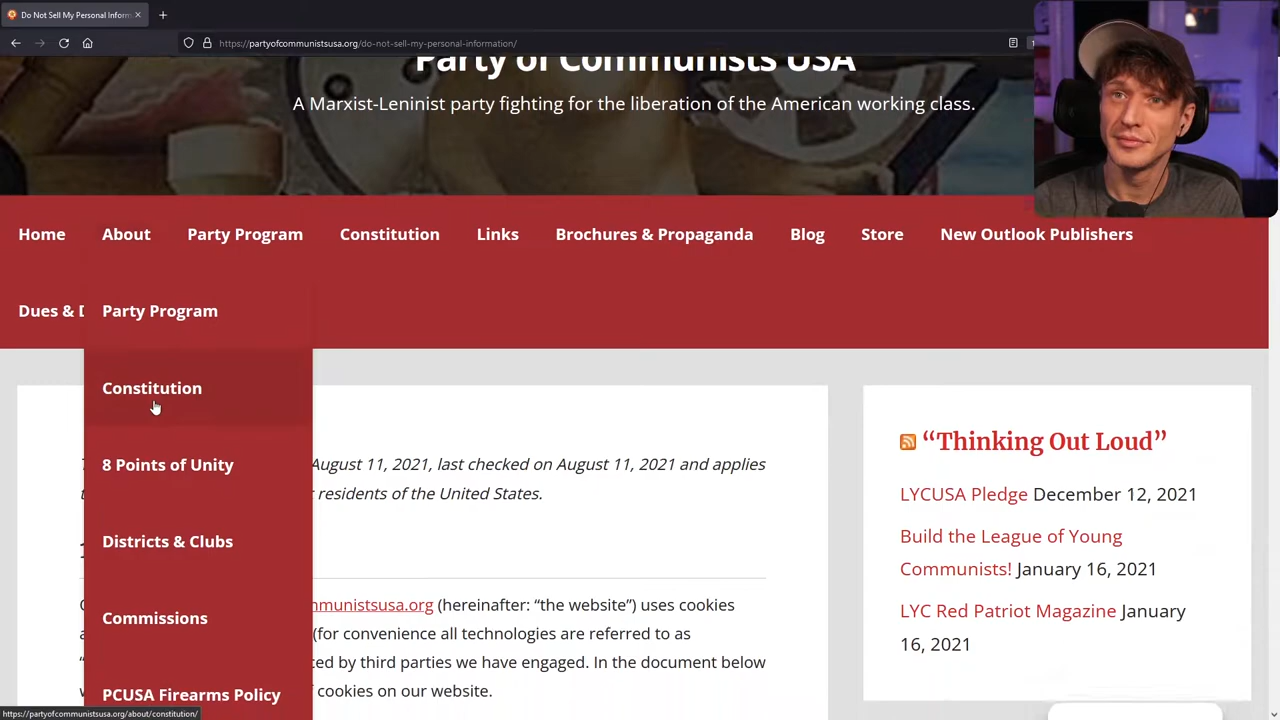 Do Not Sell My Personal Inform
https://partyofcommunistsusa.org/do-not-sell-my-personal-information/
Party of Communists USA
A Marxist-Leninist party fighting for the liberation of the American working class.
Home About Party Program Constitution Links Brochures & Propaganda Blog Store New Outlook Publishers
Dues & D
Party Program
Constitution
8 Points of Unity
Districts & Clubs
Commissions
PCUSA Firearms Policy
August 11, 2021, last checked on August 11, 2021 and applies
residents of the United States.
mmunistsusa.org (hereinafter: “the website”) uses cookies
(for convenience all technologies are referred to as
ced by third parties we have engaged. In the document below
cookies on our website.
“Thinking Out Loud”
LYCUSA Pledge December 12, 2021
Build the League of Young
Communists! January 16, 2021
LYC Red Patriot Magazine January
16, 2021
https://partyofcommunistsusa.org/about/constitution/